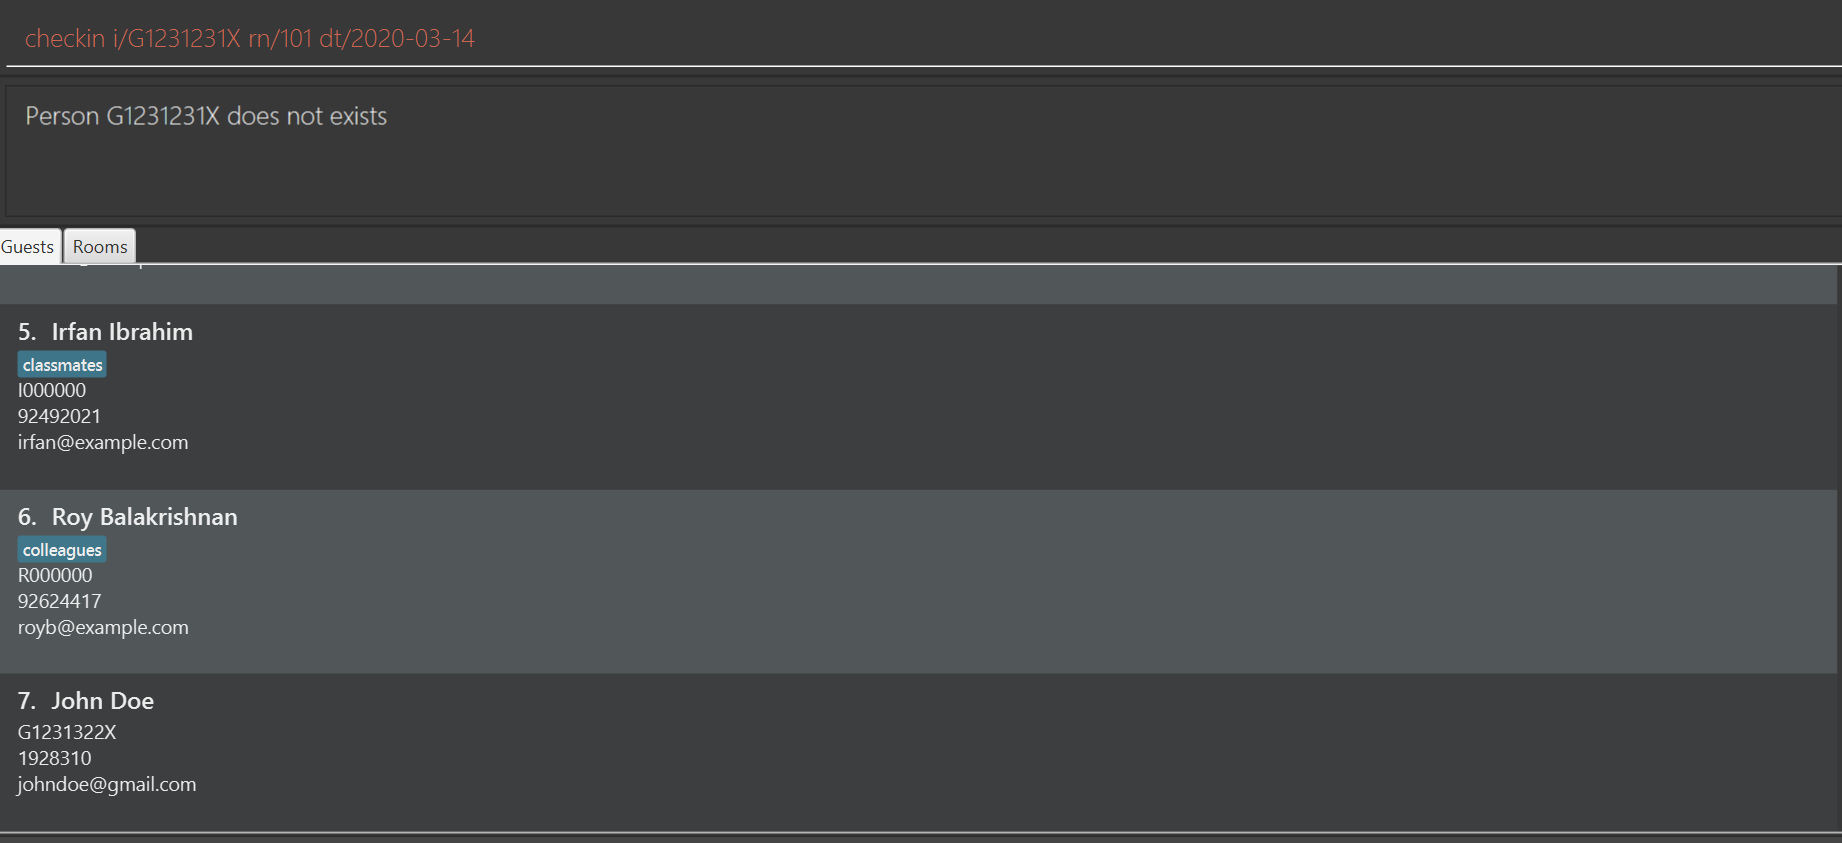 checkin i/G1231231X rn/101 dt/2020-03-14
Person G1231231X does not exists
Guests Rooms
5. Irfan Ibrahim
classmates
I000000
92492021
irfan@example.com
6. Roy Balakrishnan
colleagues
R000000
92624417
royb@example.com
7. John Doe
G1231322X
1928310
johndoe@gmail.com